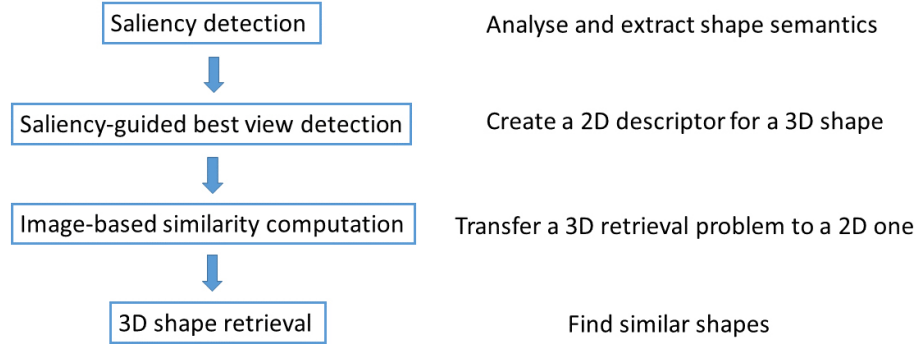 Saliency detection
Analyse and extract shape semantics
Saliency-guided best view detection
Create a 2D descriptor for a 3D shape
Image-based similarity computation
Transfer a 3D retrieval problem to a 2D one
3D shape retrieval
Find similar shapes